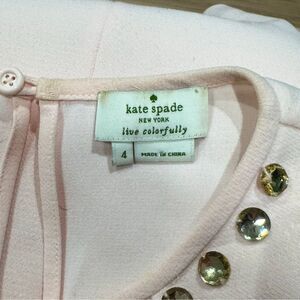 kate spade
NEW YORK
live colorfully
4
MADE IN CHINA